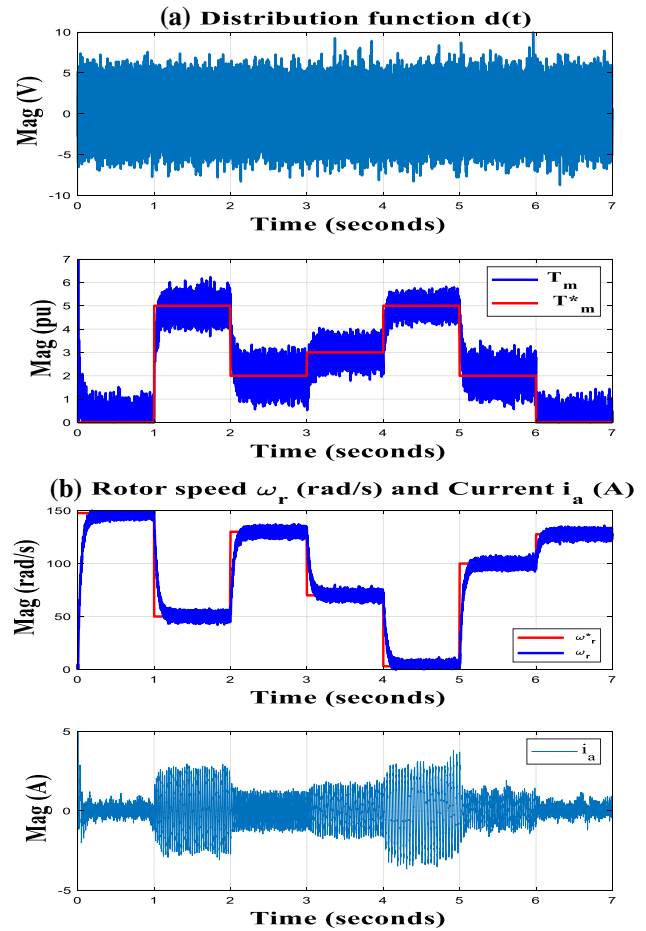 (a) Distribution function d(t)
Mag (V)
10
5
0
-5
-10
0 1 2 3 4 5 6 7
Time (seconds)
Mag (pu)
7
6
5
4
3
2
1
0
T_m
T*_m
0 1 2 3 4 5 6 7
Time (seconds)
(b) Rotor speed ω_r (rad/s) and Current i_a (A)
Mag (rad/s)
150
100
50
0
ω*_r
ω_r
0 1 2 3 4 5 6 7
Time (seconds)
Mag (A)
5
0
-5
i_a
0 1 2 3 4 5 6 7
Time (seconds)